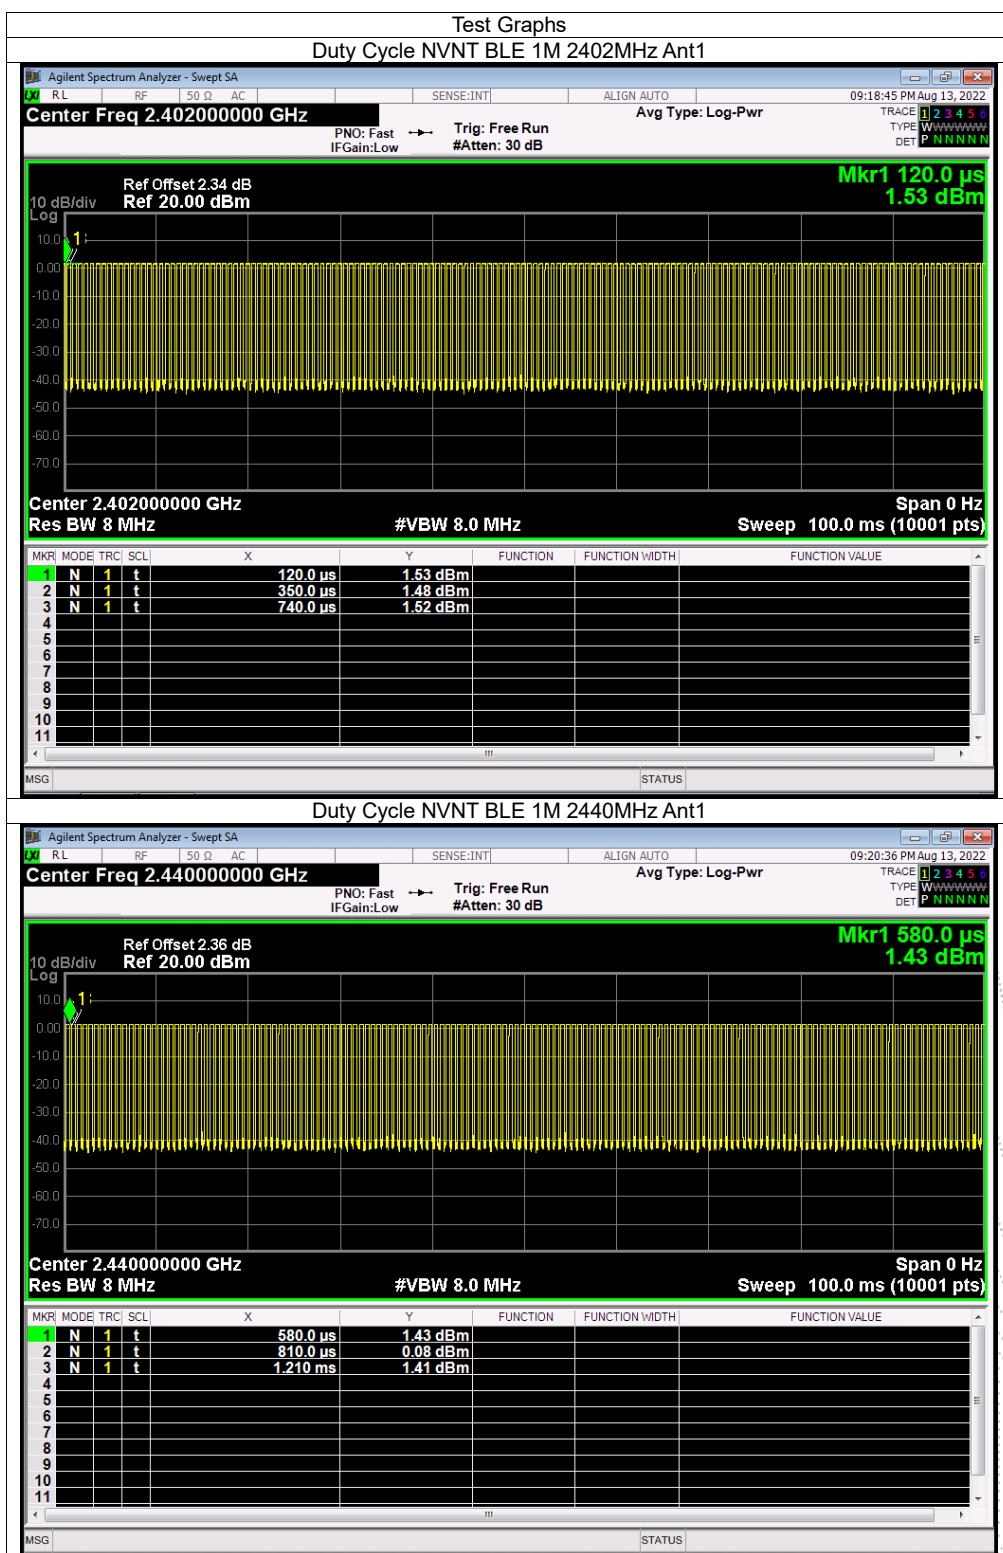 Test Graphs
Duty Cycle NVNT BLE 1M 2402MHz Ant1
Agilent Spectrum Analyzer - Swept SA
LXI RL RF 50 Ω AC SENSE:INT ALIGN AUTO 09:18:45 PM Aug 13, 2022
Center Freq 2.402000000 GHz Avg Type: Log-Pwr TRACE 1 2 3 4 5 6
PNO: Fast Trig: Free Run TYPE WWWWWW
IFGain:Low #Atten: 30 dB DET P N N N N N
Mkr1 120.0 µs
Ref Offset 2.34 dB
10 dB/div Ref 20.00 dBm 1.53 dBm
Log
10.0 1
0.00
-10.0
-20.0
-30.0
-40.0
-50.0
-60.0
-70.0
Center 2.402000000 GHz Span 0 Hz
Res BW 8 MHz #VBW 8.0 MHz Sweep 100.0 ms (10001 pts)
MKR MODE TRC SCL X Y FUNCTION FUNCTION WIDTH FUNCTION VALUE
1 N 1 t 120.0 µs 1.53 dBm
2 N 1 t 350.0 µs 1.48 dBm
3 N 1 t 740.0 µs 1.52 dBm
4
5
6
7
8
9
10
11
MSG STATUS
Duty Cycle NVNT BLE 1M 2440MHz Ant1
Agilent Spectrum Analyzer - Swept SA
LXI RL RF 50 Ω AC SENSE:INT ALIGN AUTO 09:20:36 PM Aug 13, 2022
Center Freq 2.440000000 GHz Avg Type: Log-Pwr TRACE 1 2 3 4 5 6
PNO: Fast Trig: Free Run TYPE WWWWWW
IFGain:Low #Atten: 30 dB DET P N N N N N
Mkr1 580.0 µs
Ref Offset 2.36 dB
10 dB/div Ref 20.00 dBm 1.43 dBm
Log
10.0 1
0.00
-10.0
-20.0
-30.0
-40.0
-50.0
-60.0
-70.0
Center 2.440000000 GHz Span 0 Hz
Res BW 8 MHz #VBW 8.0 MHz Sweep 100.0 ms (10001 pts)
MKR MODE TRC SCL X Y FUNCTION FUNCTION WIDTH FUNCTION VALUE
1 N 1 t 580.0 µs 1.43 dBm
2 N 1 t 810.0 µs 0.08 dBm
3 N 1 t 1.210 ms 1.41 dBm
4
5
6
7
8
9
10
11
MSG STATUS